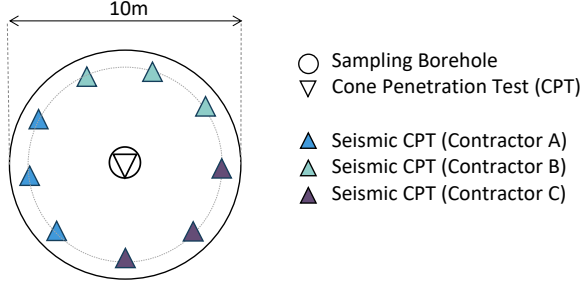 10m
Sampling Borehole
Cone Penetration Test (CPT)
Seismic CPT (Contractor A)
Seismic CPT (Contractor B)
Seismic CPT (Contractor C)